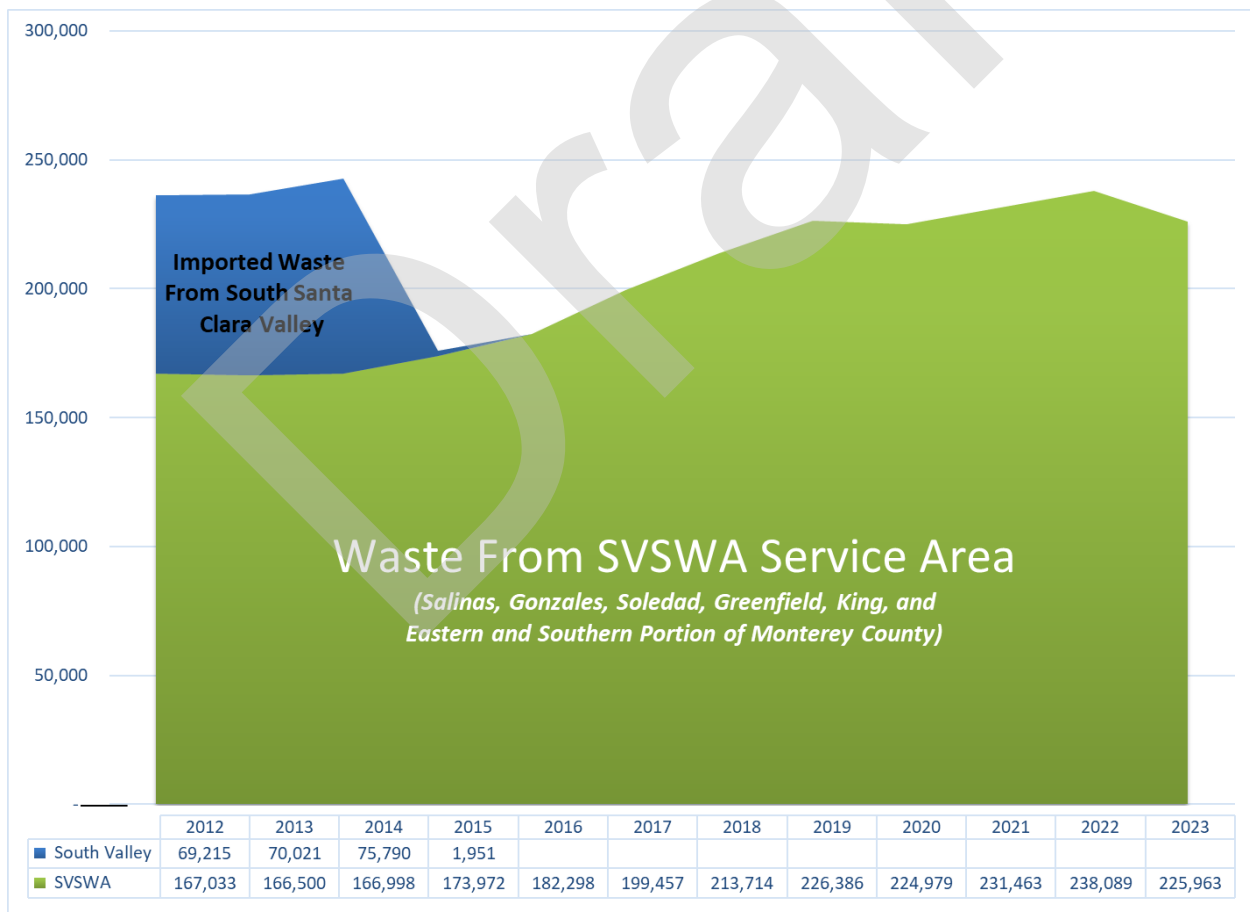 300,000
250,000
200,000
150,000
100,000
50,000
-
Imported Waste
From South Santa
Clara Valley
Waste From SVSWA Service Area
(Salinas, Gonzales, Soledad, Greenfield, King, and
Eastern and Southern Portion of Monterey County)
2012 2013 2014 2015 2016 2017 2018 2019 2020 2021 2022 2023
South Valley 69,215 70,021 75,790 1,951
SVSWA 167,033 166,500 166,998 173,972 182,298 199,457 213,714 226,386 224,979 231,463 238,089 225,963